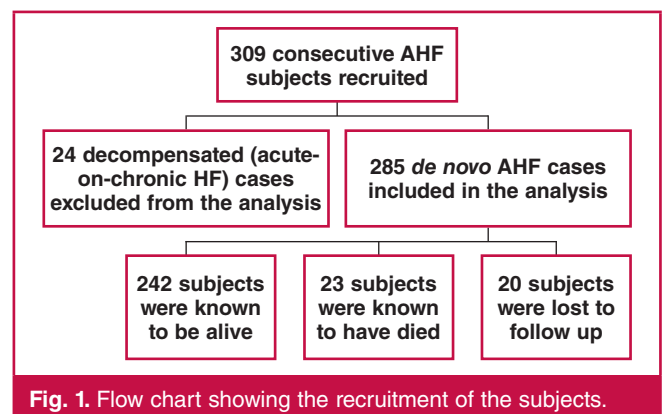 309 consecutive AHF
subjects recruited
24 decompensated (acute-
on-chronic HF) cases
excluded from the analysis
285 de novo AHF cases
included in the analysis
242 subjects
were known
to be alive
23 subjects
were known
to have died
20 subjects
were lost to
follow up
Fig. 1. Flow chart showing the recruitment of the subjects.